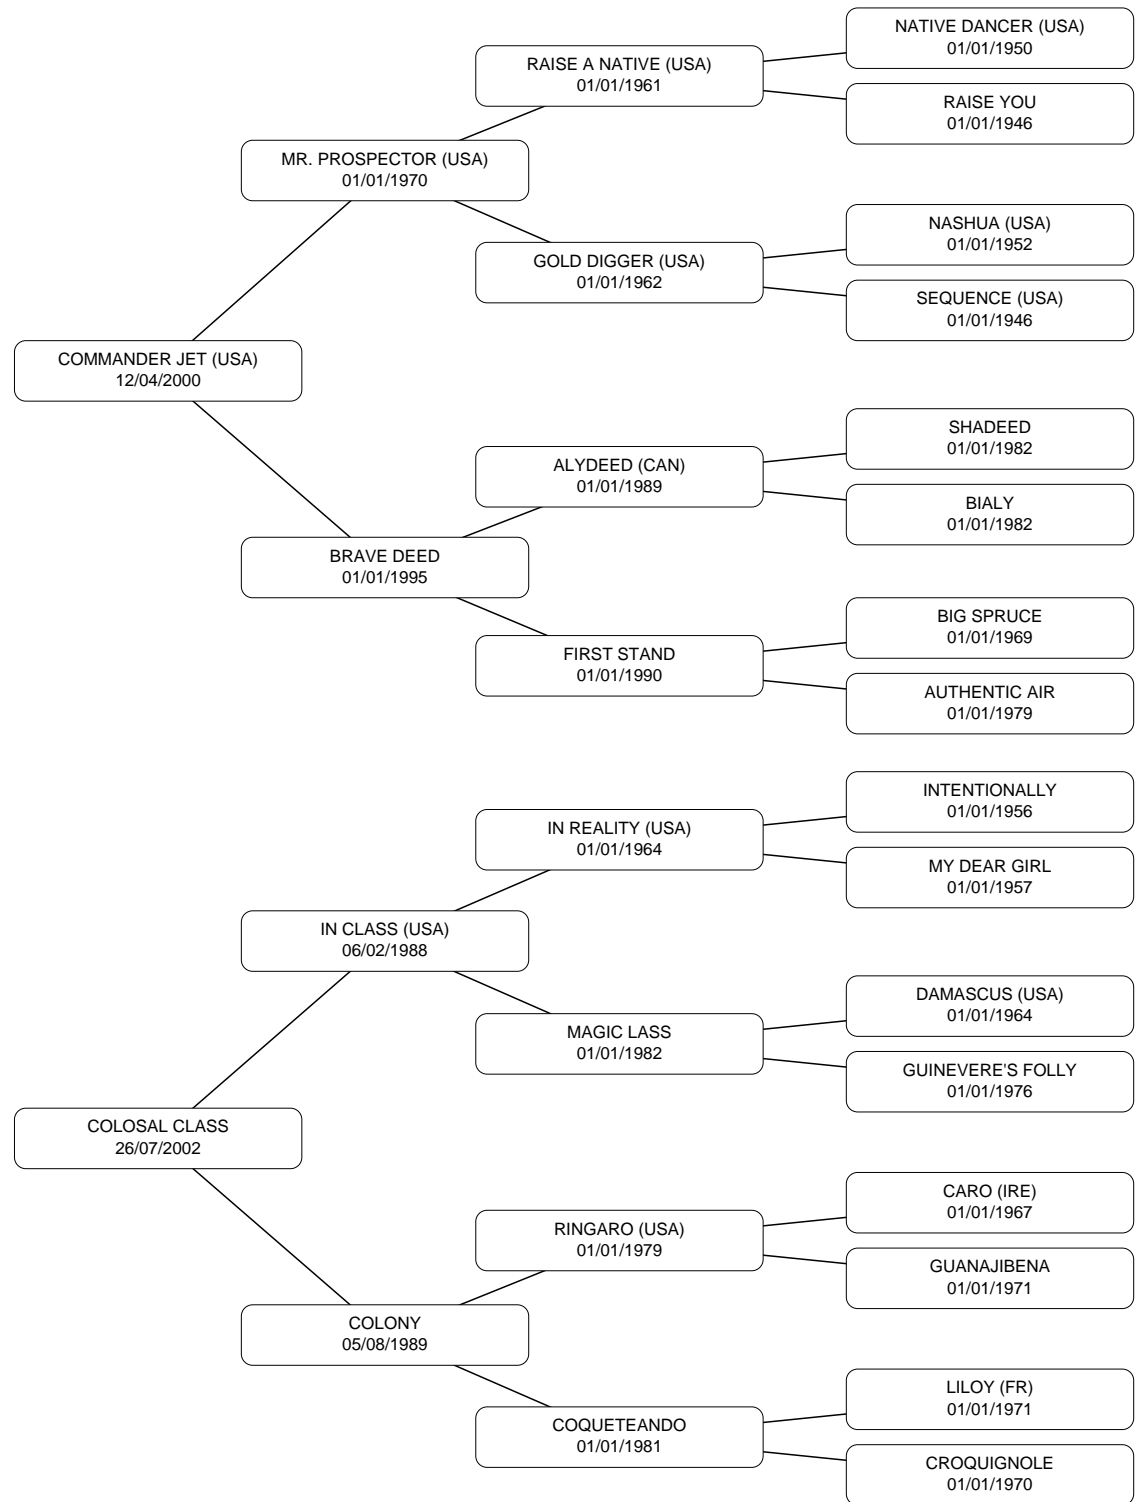 NATIVE DANCER (USA)
01/01/1950
RAISE A NATIVE (USA)
01/01/1961
RAISE YOU
01/01/1946
MR. PROSPECTOR (USA)
01/01/1970
NASHUA (USA)
01/01/1952
GOLD DIGGER (USA)
01/01/1962
SEQUENCE (USA)
01/01/1946
COMMANDER JET (USA)
12/04/2000
SHADEED
01/01/1982
ALYDEED (CAN)
01/01/1989
BIALY
01/01/1982
BRAVE DEED
01/01/1995
BIG SPRUCE
01/01/1969
FIRST STAND
01/01/1990
AUTHENTIC AIR
01/01/1979
INTENTIONALLY
01/01/1956
IN REALITY (USA)
01/01/1964
MY DEAR GIRL
01/01/1957
IN CLASS (USA)
06/02/1988
DAMASCUS (USA)
01/01/1964
MAGIC LASS
01/01/1982
GUINEVERE'S FOLLY
01/01/1976
COLOSAL CLASS
26/07/2002
CARO (IRE)
01/01/1967
RINGARO (USA)
01/01/1979
GUANAJIBENA
01/01/1971
COLONY
05/08/1989
LILOY (FR)
01/01/1971
COQUETEANDO
01/01/1981
CROQUIGNOLE
01/01/1970